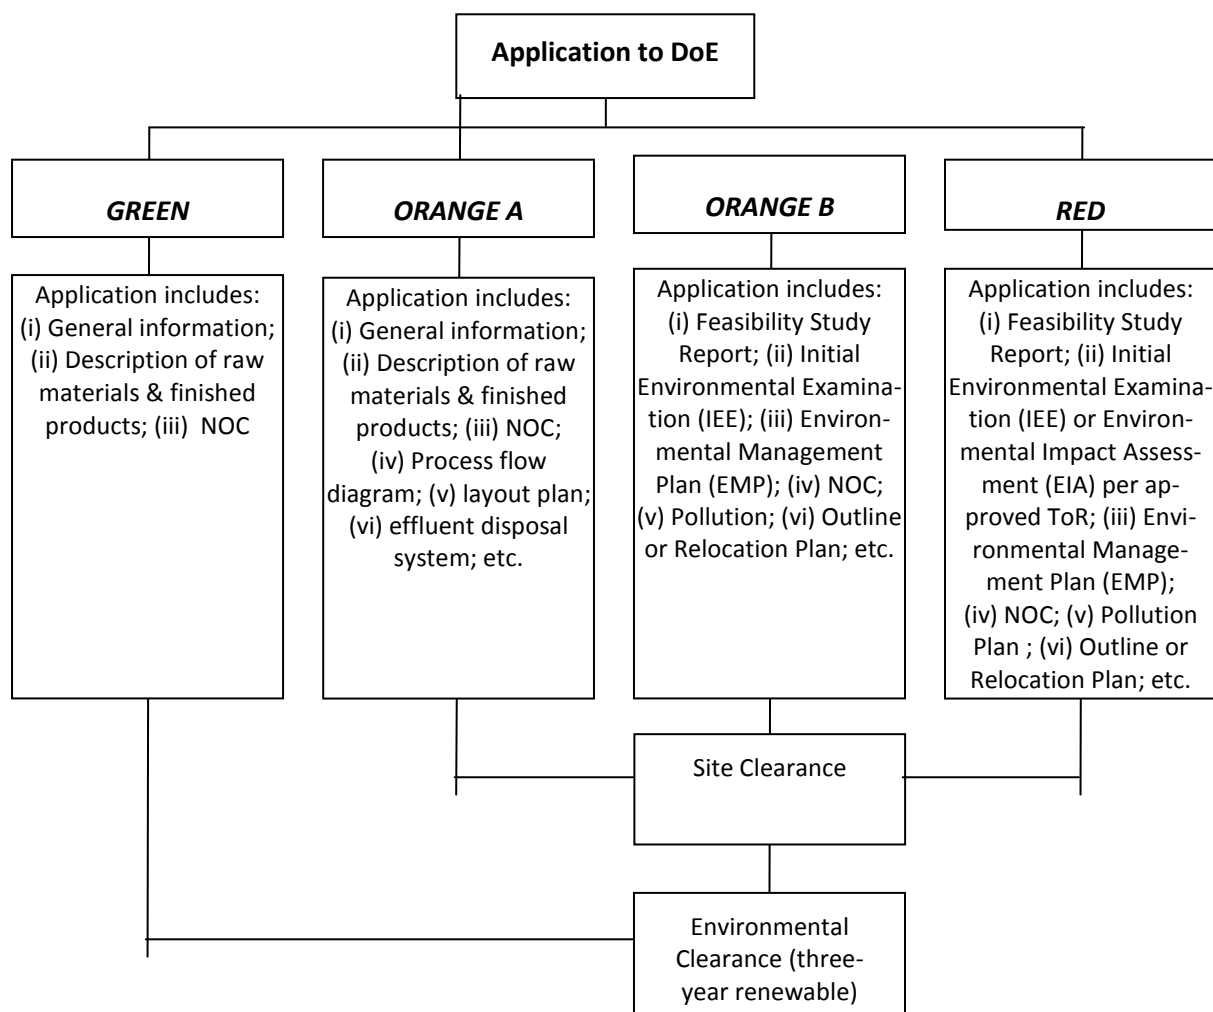 Application to DoE
GREEN
ORANGE A
ORANGE B
RED
Application includes:
(i) General information;
(ii) Description of raw
materials & finished
products; (iii) NOC
Application includes:
(i) General information;
(ii) Description of raw
materials & finished
products; (iii) NOC;
(iv) Process flow
diagram; (v) layout plan;
(vi) effluent disposal
system; etc.
Application includes:
(i) Feasibility Study
Report; (ii) Initial
Environmental Examina-
tion (IEE); (iii) Environ-
mental Management
Plan (EMP); (iv) NOC;
(v) Pollution; (vi) Outline
or Relocation Plan; etc.
Application includes:
(i) Feasibility Study
Report; (ii) Initial
Environmental Examina-
tion (IEE) or Environ-
mental Impact Assess-
ment (EIA) per ap-
proved ToR; (iii) Envi-
ronmental Manage-
ment Plan (EMP);
(iv) NOC; (v) Pollution
Plan ; (vi) Outline or
Relocation Plan; etc.
Site Clearance
Environmental
Clearance (three-
year renewable)